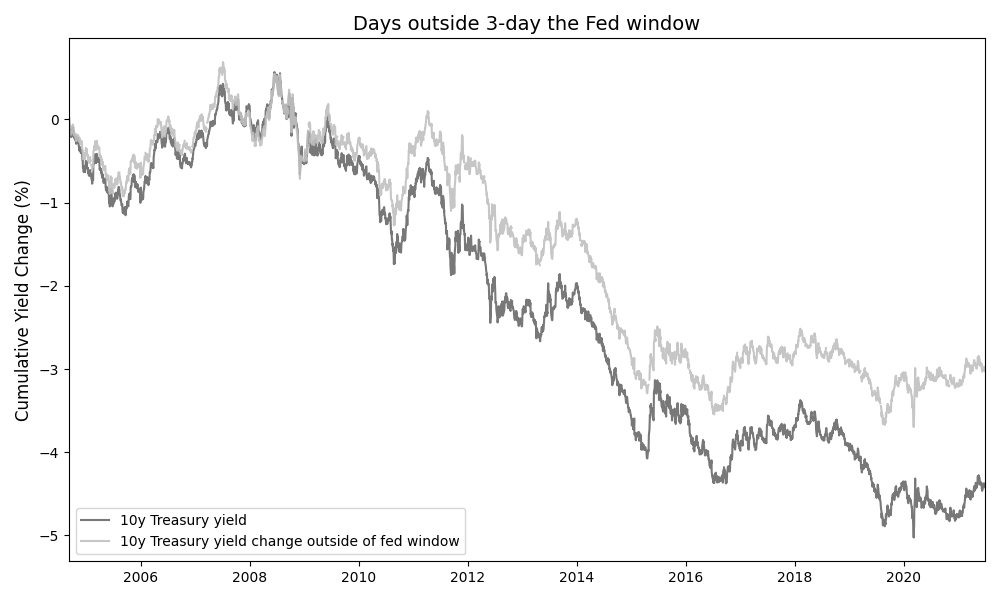 Days outside 3-day the Fed window
Cumulative Yield Change (%)
0
−1
−2
−3
−4
−5
10y Treasury yield
10y Treasury yield change outside of fed window
2006 2008 2010 2012 2014 2016 2018 2020